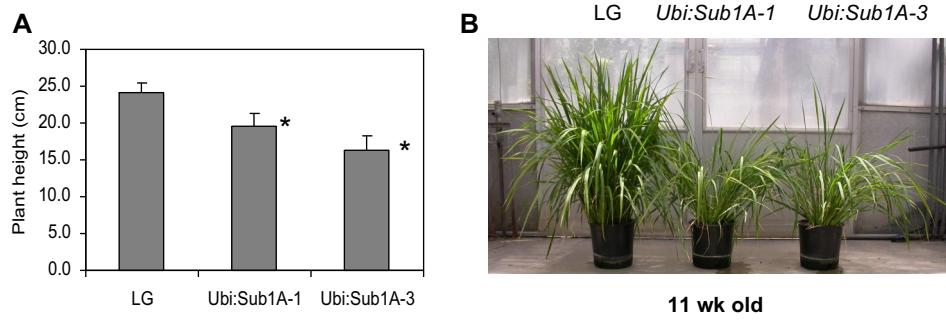 A
Plant height (cm)
30.0
25.0
20.0
15.0
10.0
5.0
0.0
*
*
LG Ubi:Sub1A-1 Ubi:Sub1A-3
B
LG Ubi:Sub1A-1 Ubi:Sub1A-3
11 wk old